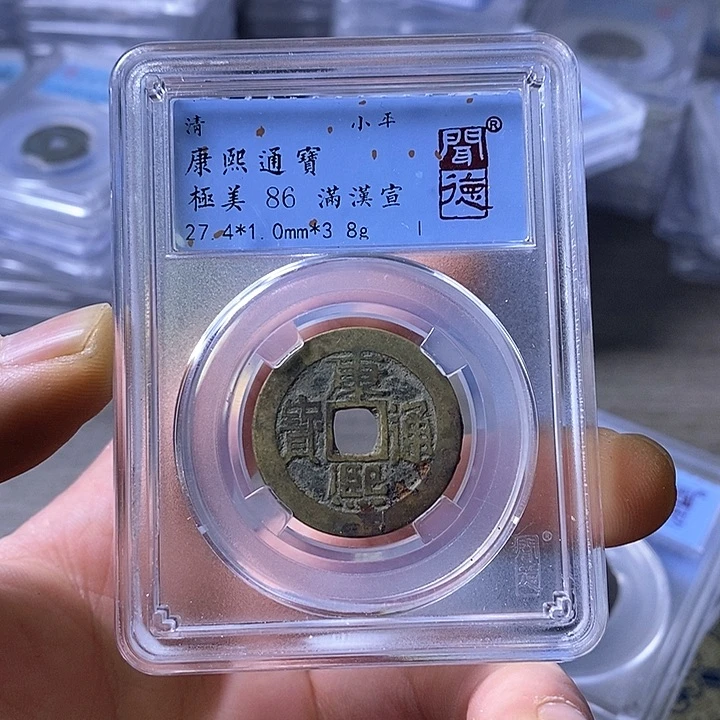 清 小平
康熙通寶
極美 86 滿漢宣
27.4*1.0mm*3 8g
聞德®
康熙通寶